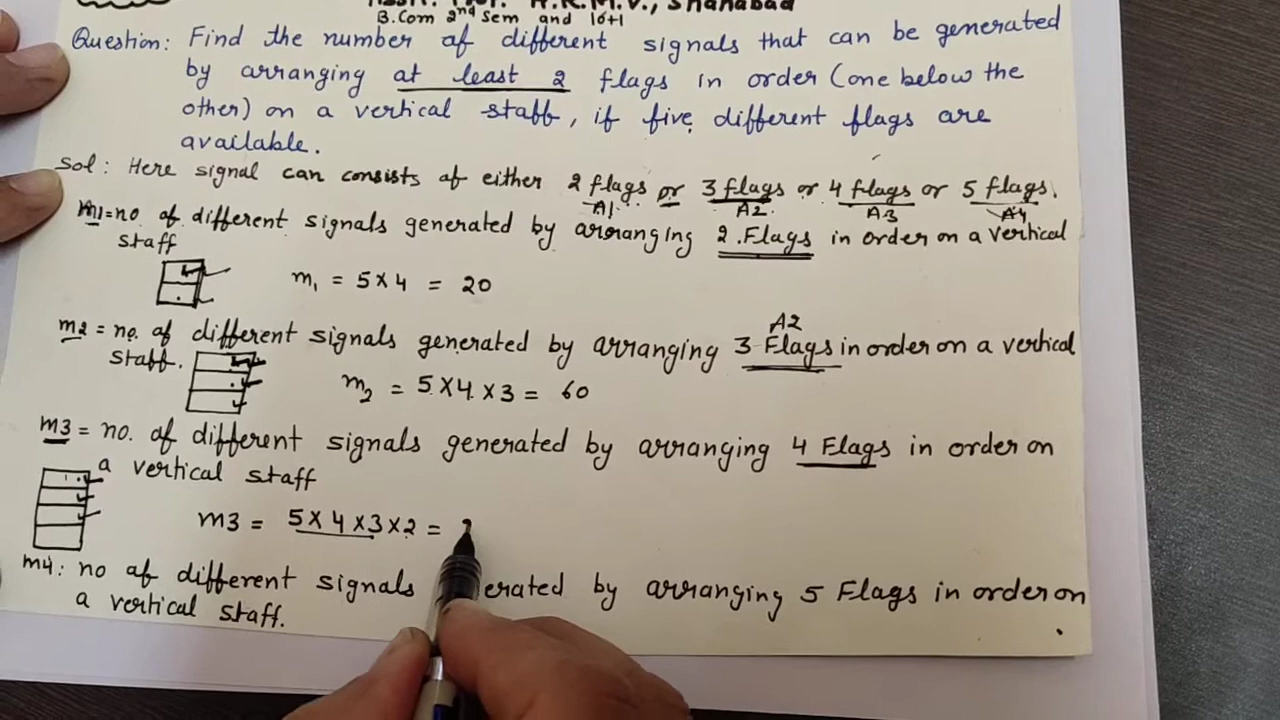 H.K.M.V., Shahabad
B.Com 2nd Sem and 10+1
Question: Find the number of different signals that can be generated
by arranging at least 2 flags in order (one below the
other) on a vertical staff, if five different flags are
available.
Sol: Here signal can consists of either 2 flags or 3 flags or 4 flags or 5 flags.
A1 A2 A3 A4
m1=no. of different signals generated by arranging 2 Flags in order on a vertical
staff
m1 = 5×4 = 20
A2
m2 = no. of different signals generated by arranging 3 Flags in order on a vertical
staff.
m2 = 5×4×3 = 60
m3 = no. of different signals generated by arranging 4 Flags in order on
a vertical staff
m3 = 5×4×3×2 =
m4: no of different signals erated by arranging 5 Flags in order on
a vertical staff.